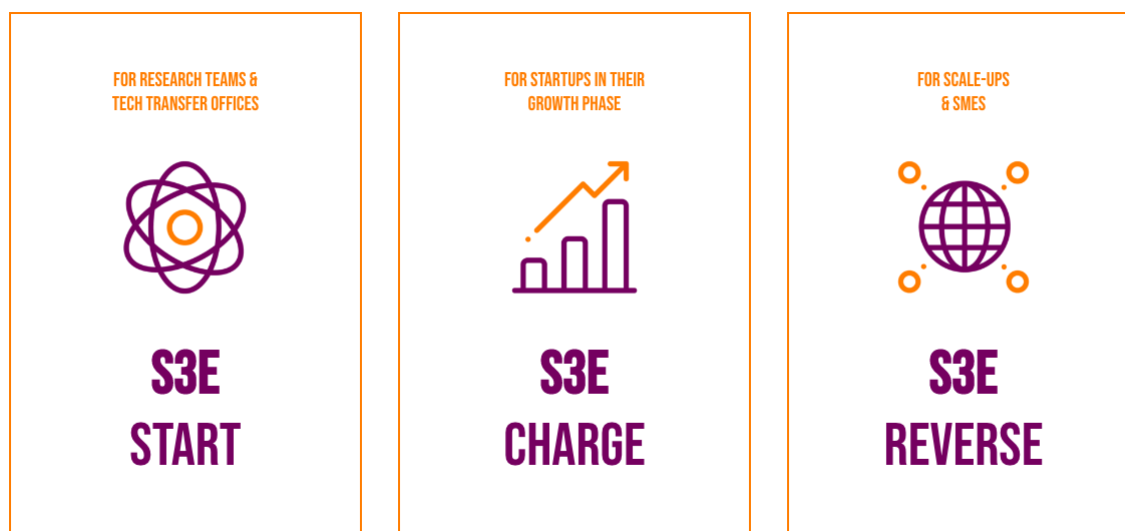 FOR RESEARCH TEAMS &
TECH TRANSFER OFFICES
S3E
START
FOR STARTUPS IN THEIR
GROWTH PHASE
S3E
CHARGE
FOR SCALE-UPS
& SMES
S3E
REVERSE